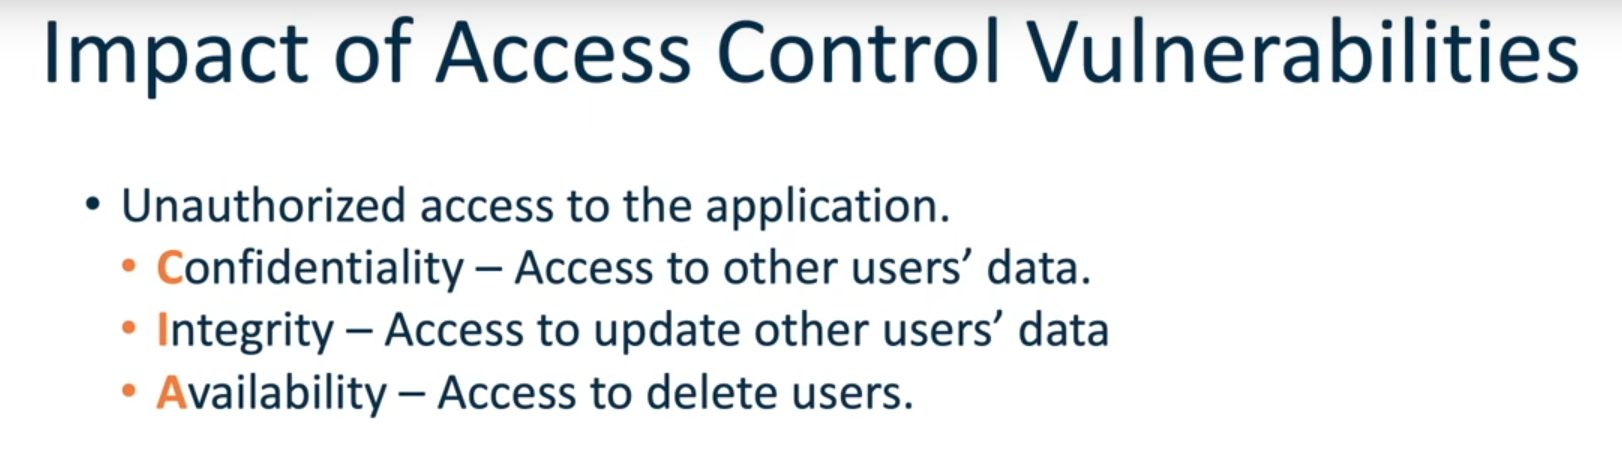 Impact of Access Control Vulnerabilities
• Unauthorized access to the application.
• Confidentiality – Access to other users’ data.
• Integrity – Access to update other users’ data
• Availability – Access to delete users.